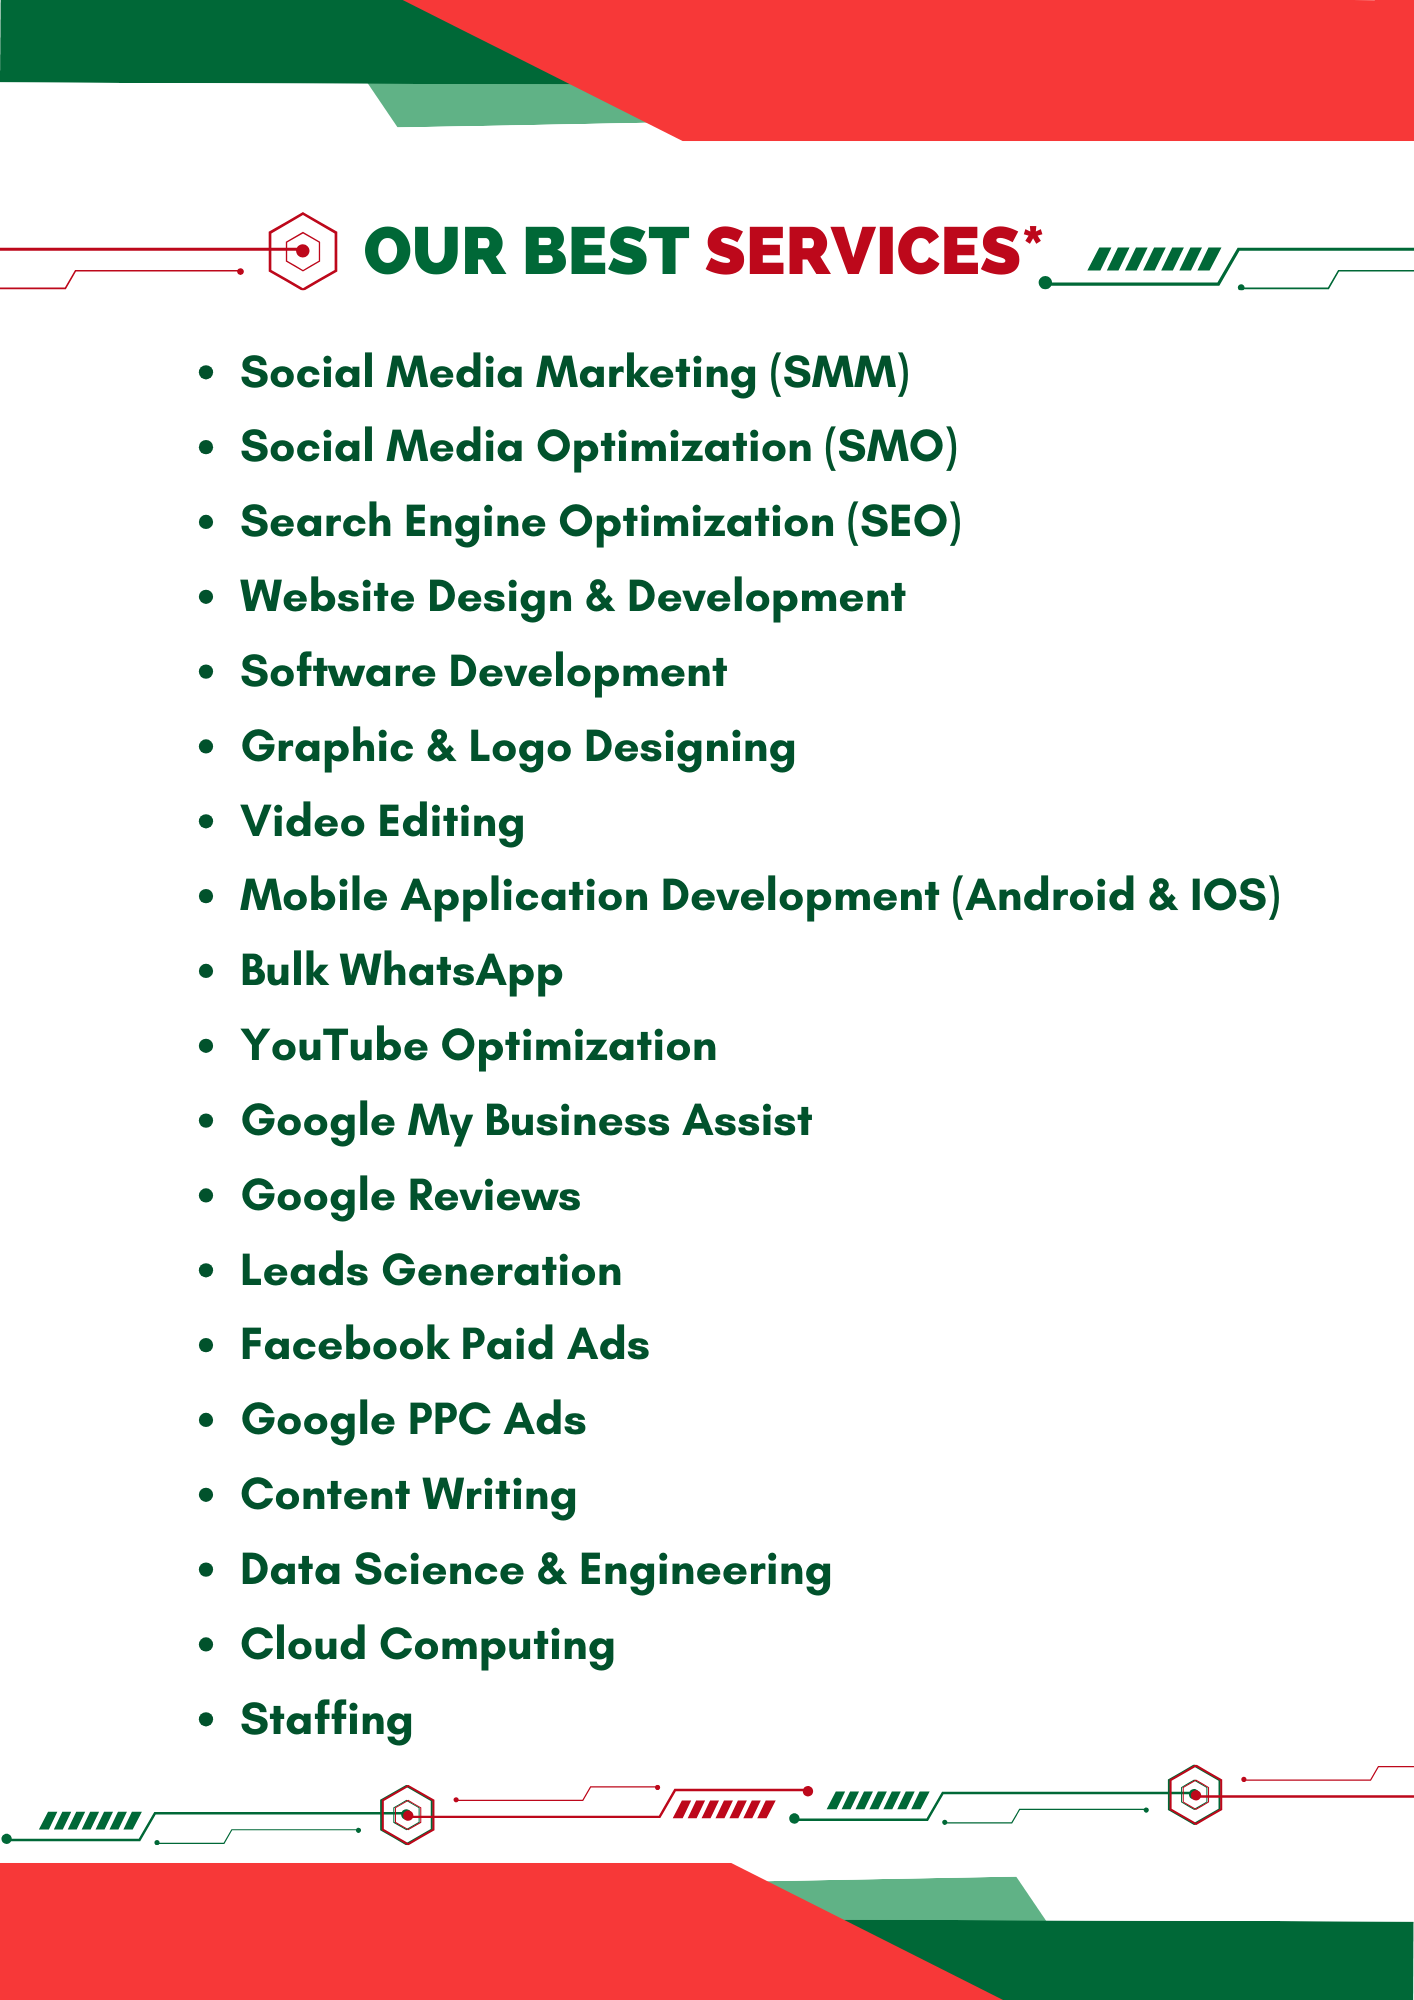 OUR BEST SERVICES*
• Social Media Marketing (SMM)
• Social Media Optimization (SMO)
• Search Engine Optimization (SEO)
• Website Design & Development
• Software Development
• Graphic & Logo Designing
• Video Editing
• Mobile Application Development (Android & IOS)
• Bulk WhatsApp
• YouTube Optimization
• Google My Business Assist
• Google Reviews
• Leads Generation
• Facebook Paid Ads
• Google PPC Ads
• Content Writing
• Data Science & Engineering
• Cloud Computing
• Staffing